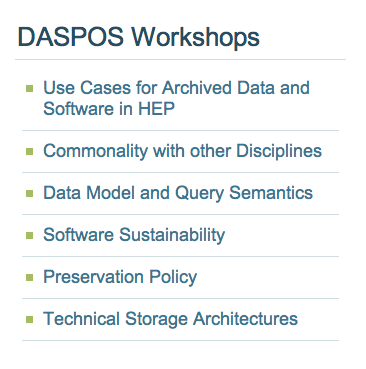 DASPOS Workshops
Use Cases for Archived Data and
Software in HEP
Commonality with other Disciplines
Data Model and Query Semantics
Software Sustainability
Preservation Policy
Technical Storage Architectures